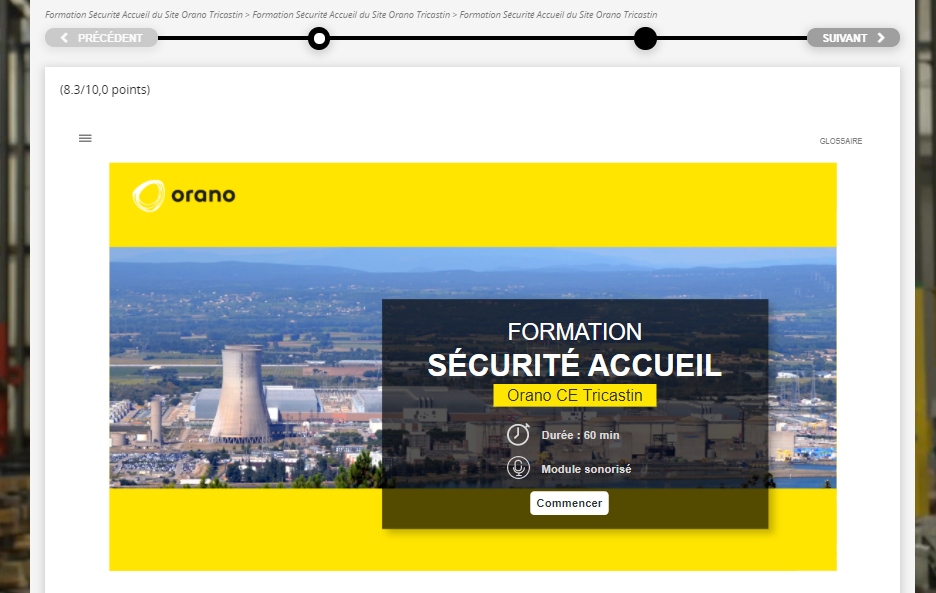 Formation Sécurité Accueil du Site Orano Tricastin > Formation Sécurité Accueil du Site Orano Tricastin > Formation Sécurité Accueil du Site Orano Tricastin
PRÉCÉDENT
SUIVANT
(8.3/10,0 points)
GLOSSAIRE
orano
FORMATION
SÉCURITÉ ACCUEIL
Orano CE Tricastin
Durée : 60 min
Module sonorisé
Commencer